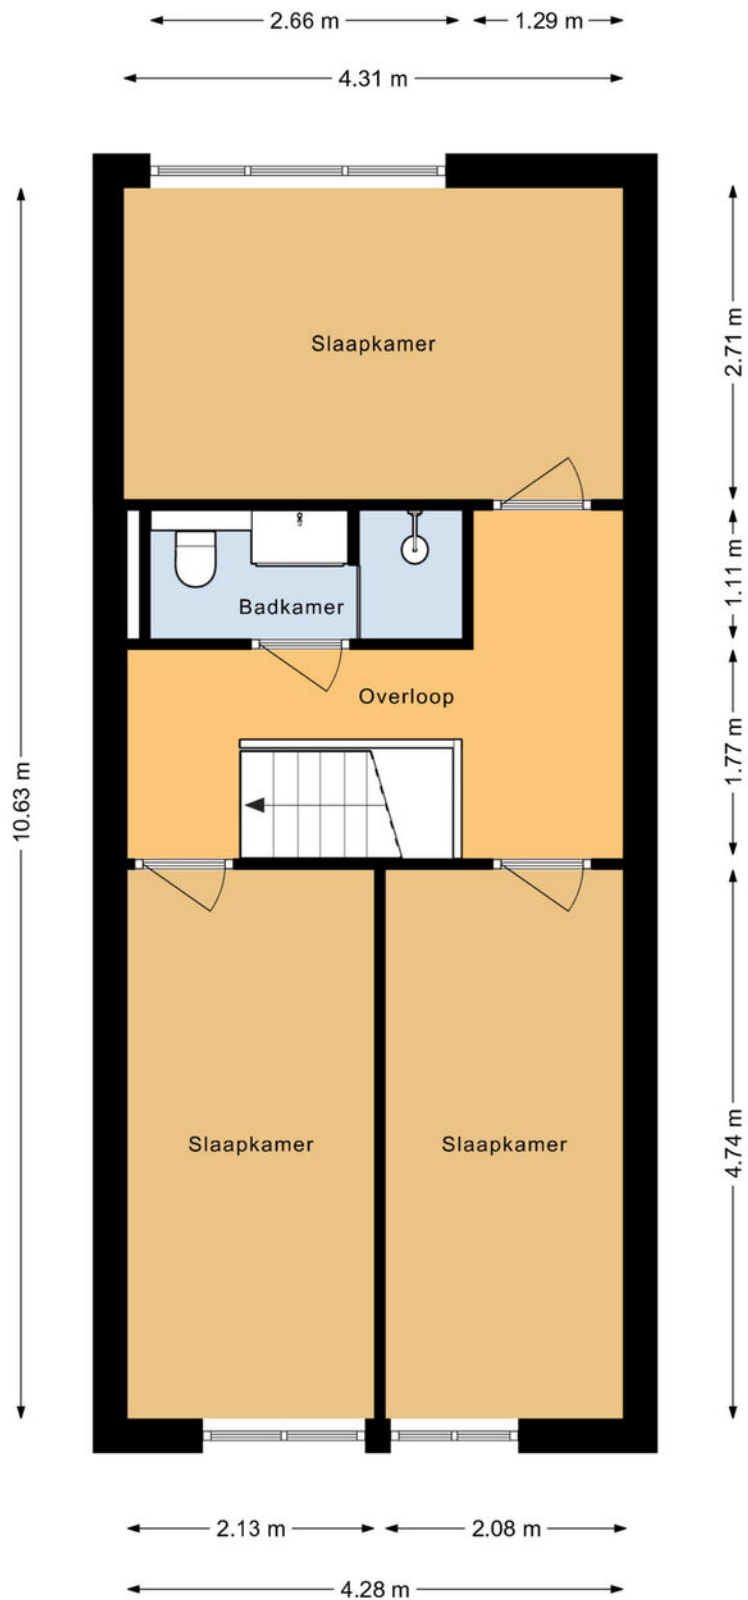 2.66 m
1.29 m
4.31 m
Slaapkamer
2.71 m
1.11 m
Badkamer
Overloop
1.77 m
10.63 m
Slaapkamer
Slaapkamer
4.74 m
2.13 m
2.08 m
4.28 m